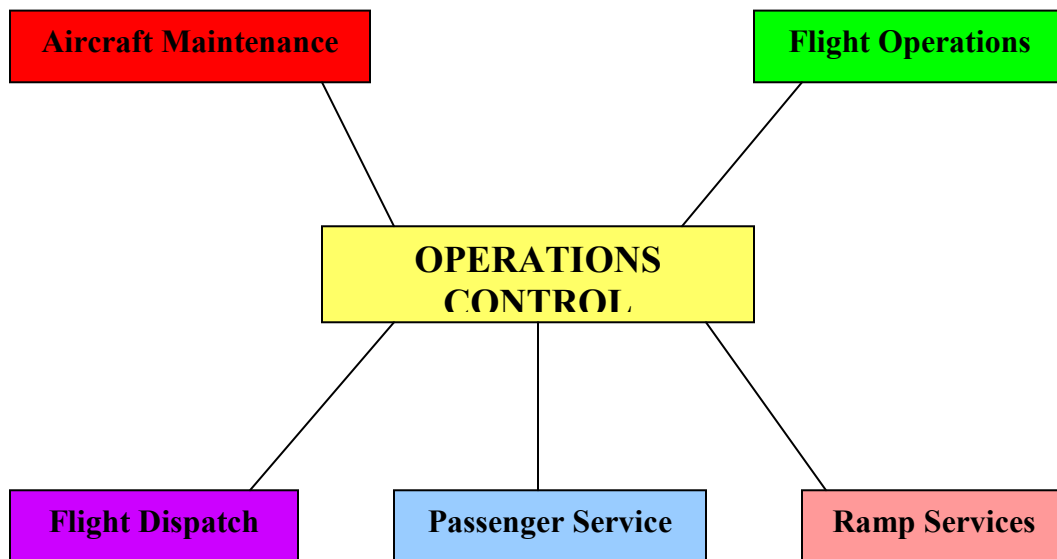 Aircraft Maintenance
Flight Operations
OPERATIONS
CONTROL
Flight Dispatch
Passenger Service
Ramp Services